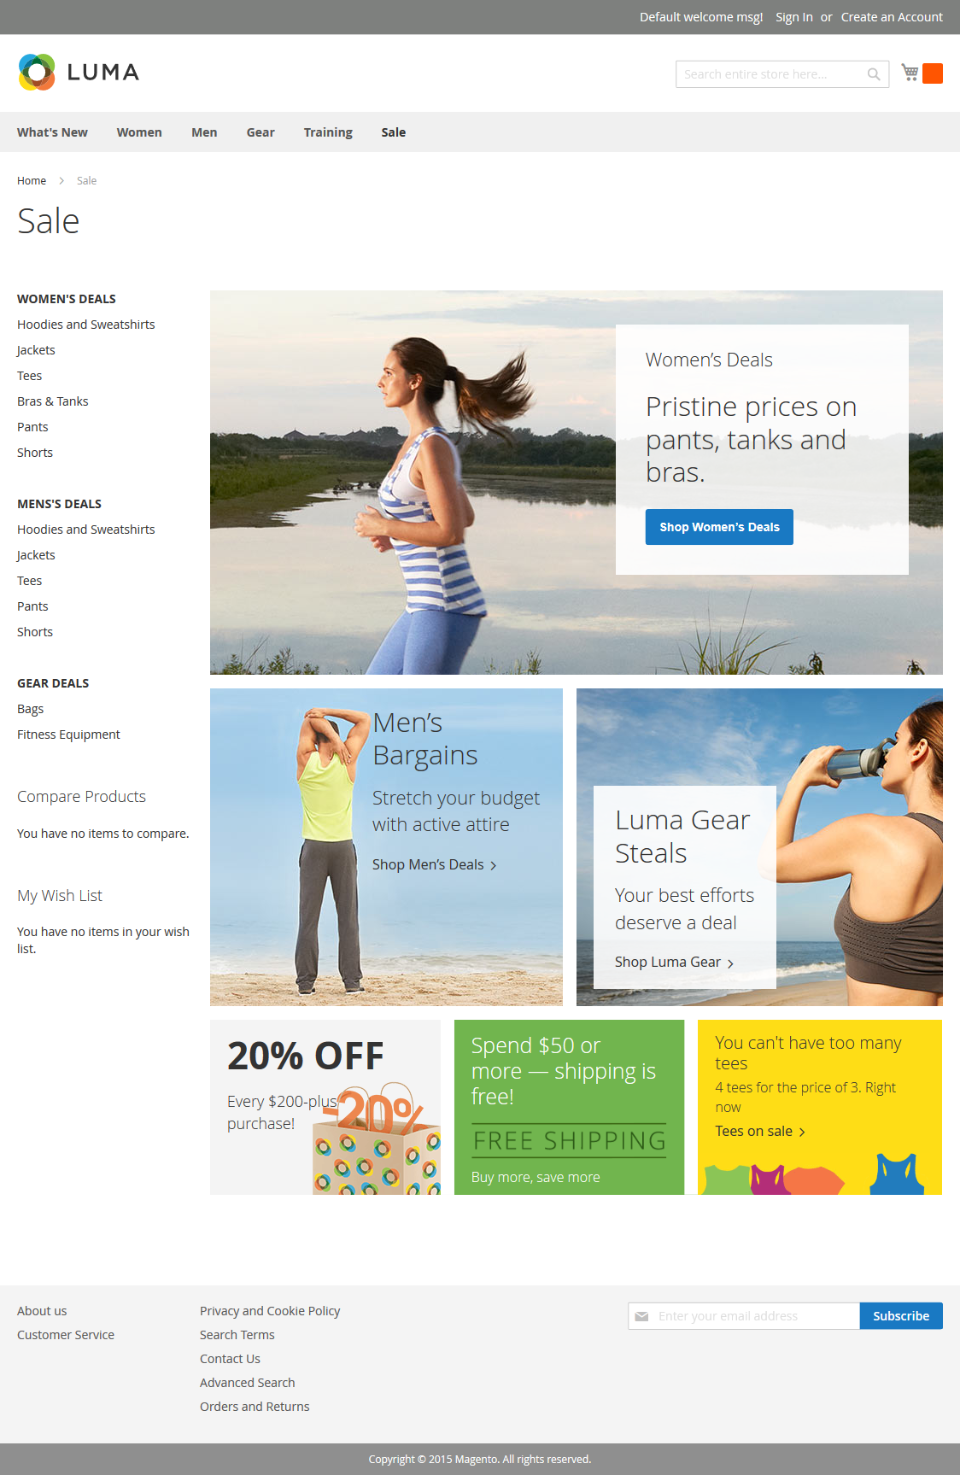 Default welcome msg! Sign In or Create an Account
LUMA
Search entire store here...
What's New Women Men Gear Training Sale
Home > Sale
Sale
WOMEN'S DEALS
Hoodies and Sweatshirts
Jackets
Tees
Bras & Tanks
Pants
Shorts
MENS'S DEALS
Hoodies and Sweatshirts
Jackets
Tees
Pants
Shorts
GEAR DEALS
Bags
Fitness Equipment
Compare Products
You have no items to compare.
My Wish List
You have no items in your wish
list.
Women's Deals
Pristine prices on
pants, tanks and
bras.
Shop Women's Deals
Men's
Bargains
Stretch your budget
with active attire
Shop Men's Deals >
Luma Gear
Steals
Your best efforts
deserve a deal
Shop Luma Gear >
20% OFF
Every $200-plus
purchase!
-20%
Spend $50 or
more — shipping is
free!
FREE SHIPPING
Buy more, save more
You can't have too many
tees
4 tees for the price of 3. Right
now
Tees on sale >
About us
Customer Service
Privacy and Cookie Policy
Search Terms
Contact Us
Advanced Search
Orders and Returns
Enter your email address
Subscribe
Copyright © 2015 Magento. All rights reserved.